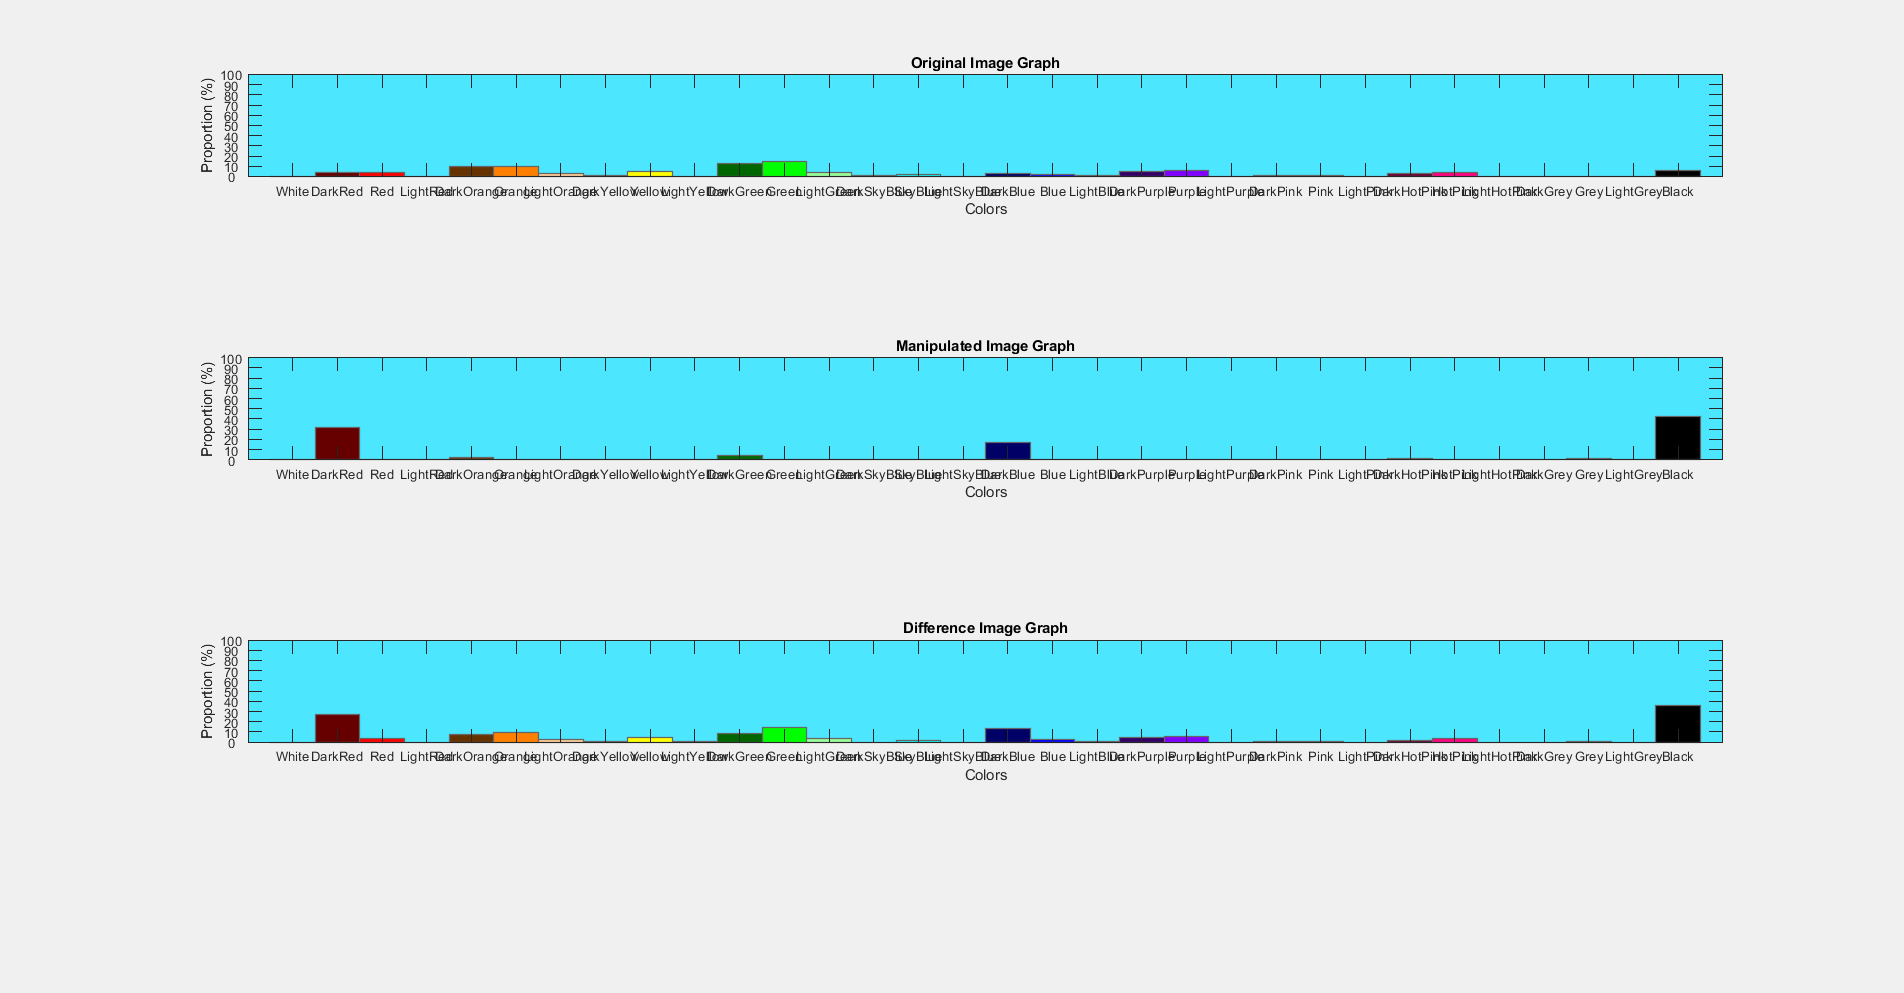 Original Image Graph
Proportion (%)
100
90
80
70
60
50
40
30
20
10
0
White DarkRed Red LightRed DarkOrange Orange LightOrange DarkYellow Yellow LightYellow DarkGreen Green LightGreen DarkSkyBlue SkyBlue LightSkyBlue DarkBlue Blue LightBlue DarkPurple Purple LightPurple DarkPink Pink LightPink DarkHotPink HotPink LightHotPink DarkGrey Grey LightGrey Black
Colors
Manipulated Image Graph
Proportion (%)
100
90
80
70
60
50
40
30
20
10
0
White DarkRed Red LightRed DarkOrange Orange LightOrange DarkYellow Yellow LightYellow DarkGreen Green LightGreen DarkSkyBlue SkyBlue LightSkyBlue DarkBlue Blue LightBlue DarkPurple Purple LightPurple DarkPink Pink LightPink DarkHotPink HotPink LightHotPink DarkGrey Grey LightGrey Black
Colors
Difference Image Graph
Proportion (%)
100
90
80
70
60
50
40
30
20
10
0
White DarkRed Red LightRed DarkOrange Orange LightOrange DarkYellow Yellow LightYellow DarkGreen Green LightGreen DarkSkyBlue SkyBlue LightSkyBlue DarkBlue Blue LightBlue DarkPurple Purple LightPurple DarkPink Pink LightPink DarkHotPink HotPink LightHotPink DarkGrey Grey LightGrey Black
Colors